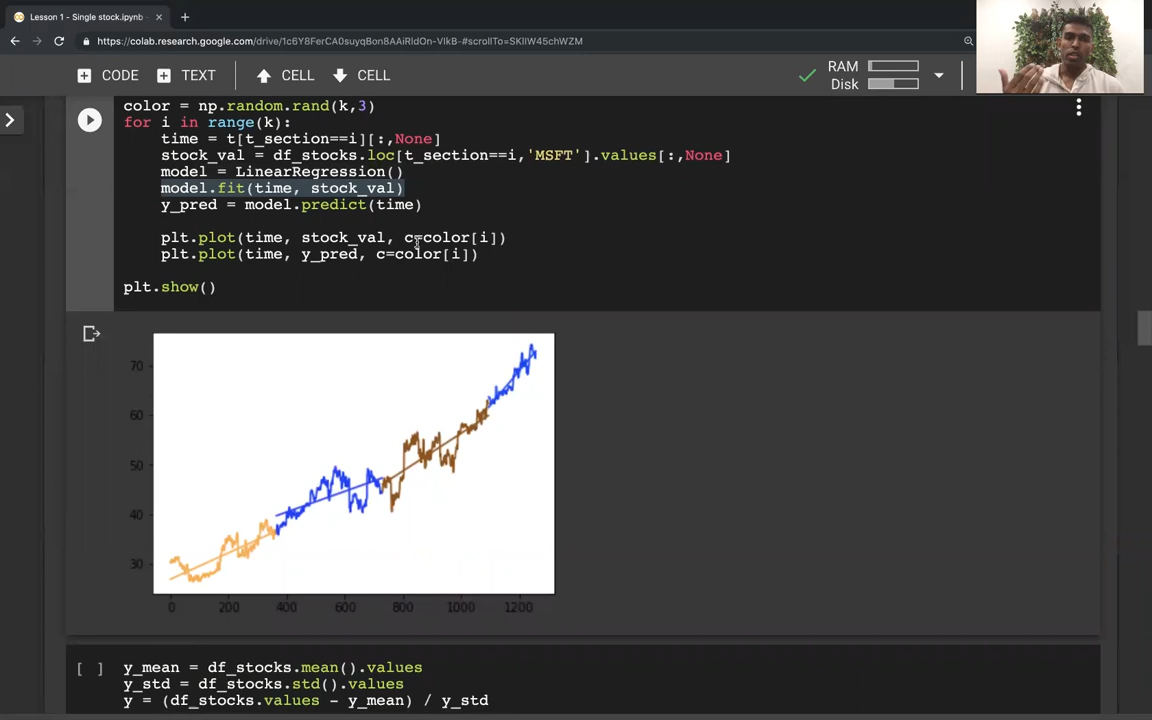 Lesson 1 - Single stock.ipynb
https://colab.research.google.com/drive/1c6Y8FerCA0suyqBon8AAiRldOn-VIkB-#scrollTo=SKIIW45chWZM
CODE TEXT CELL CELL RAM
Disk
color = np.random.rand(k,3)
for i in range(k):
time = t[t_section==i][:,None]
stock_val = df_stocks.loc[t_section==i,'MSFT'].values[:,None]
model = LinearRegression()
model.fit(time, stock_val)
y_pred = model.predict(time)
plt.plot(time, stock_val, c=color[i])
plt.plot(time, y_pred, c=color[i])
plt.show()
70
60
50
40
30
0 200 400 600 800 1000 1200
[ ] y_mean = df_stocks.mean().values
y_std = df_stocks.std().values
y = (df_stocks.values - y_mean) / y_std